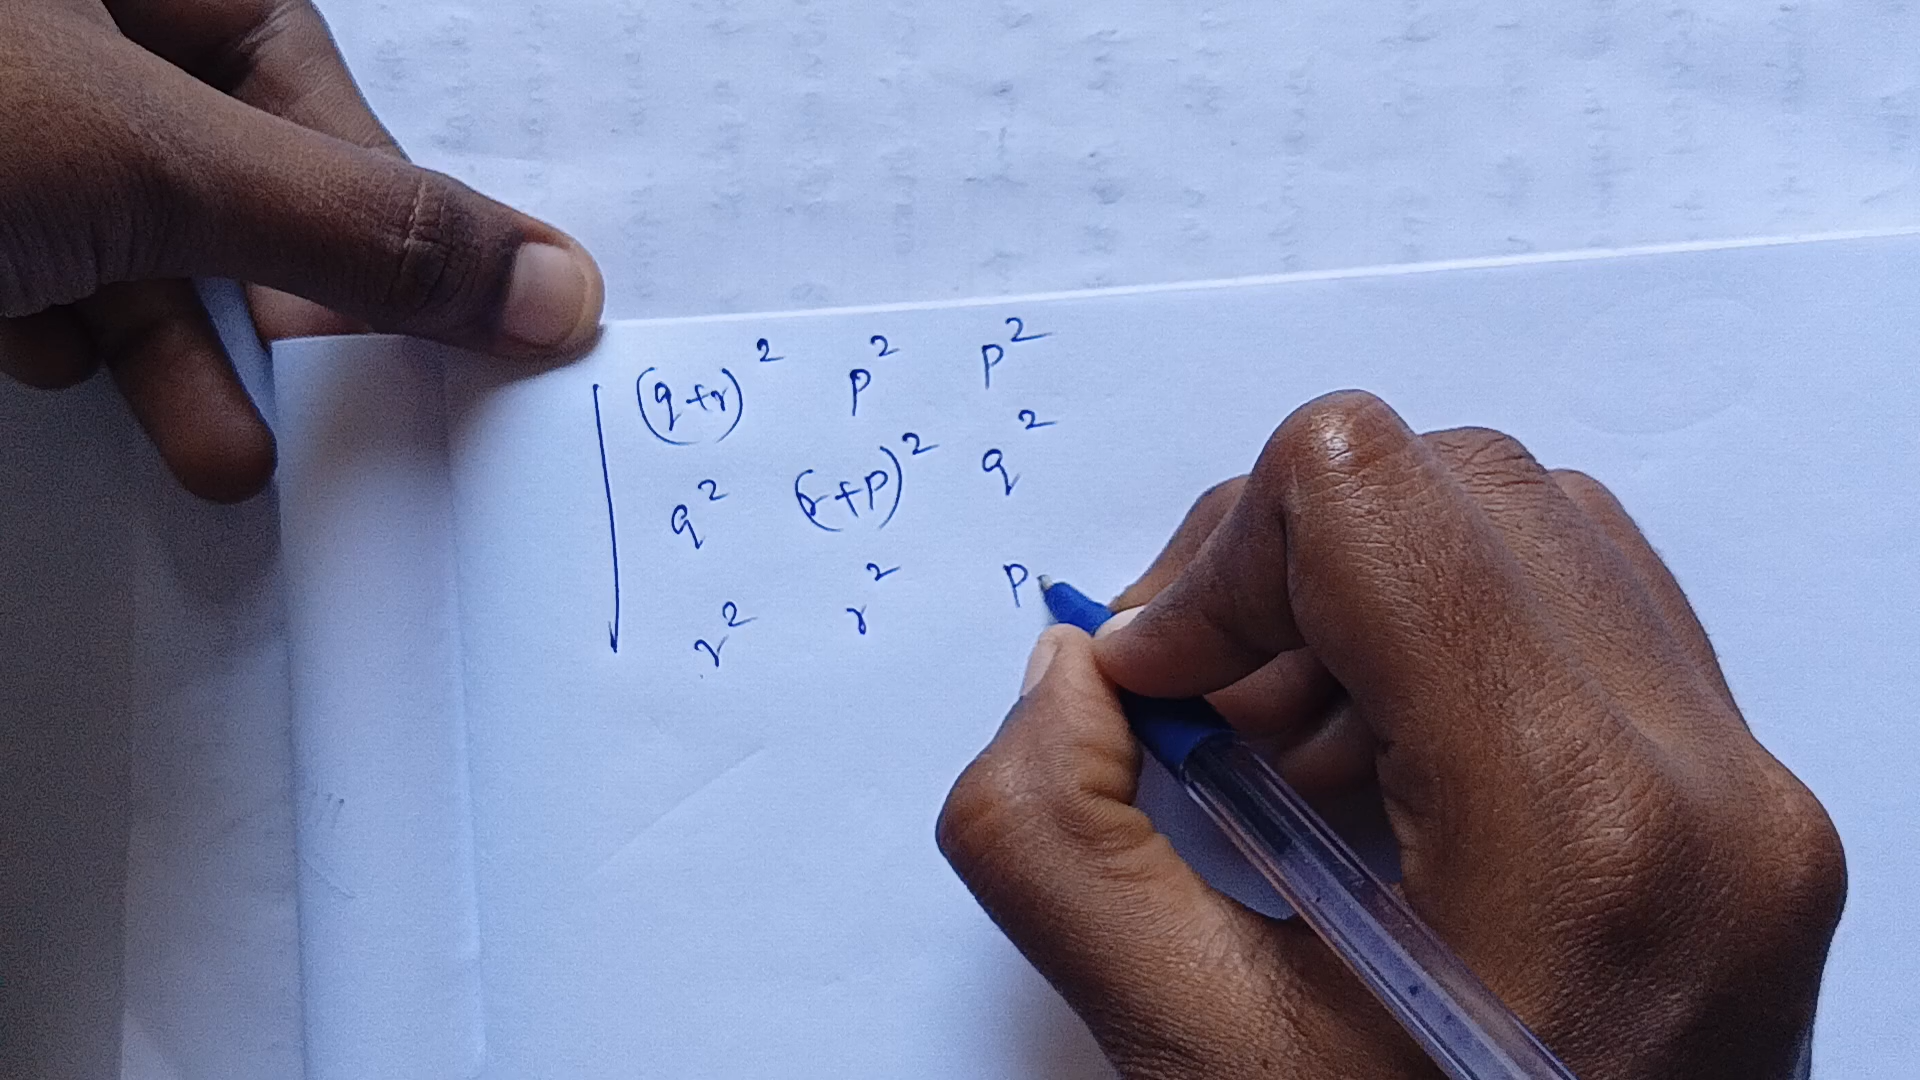 (q+r)² p² p²
q² (r+p)² q²
r² r² p